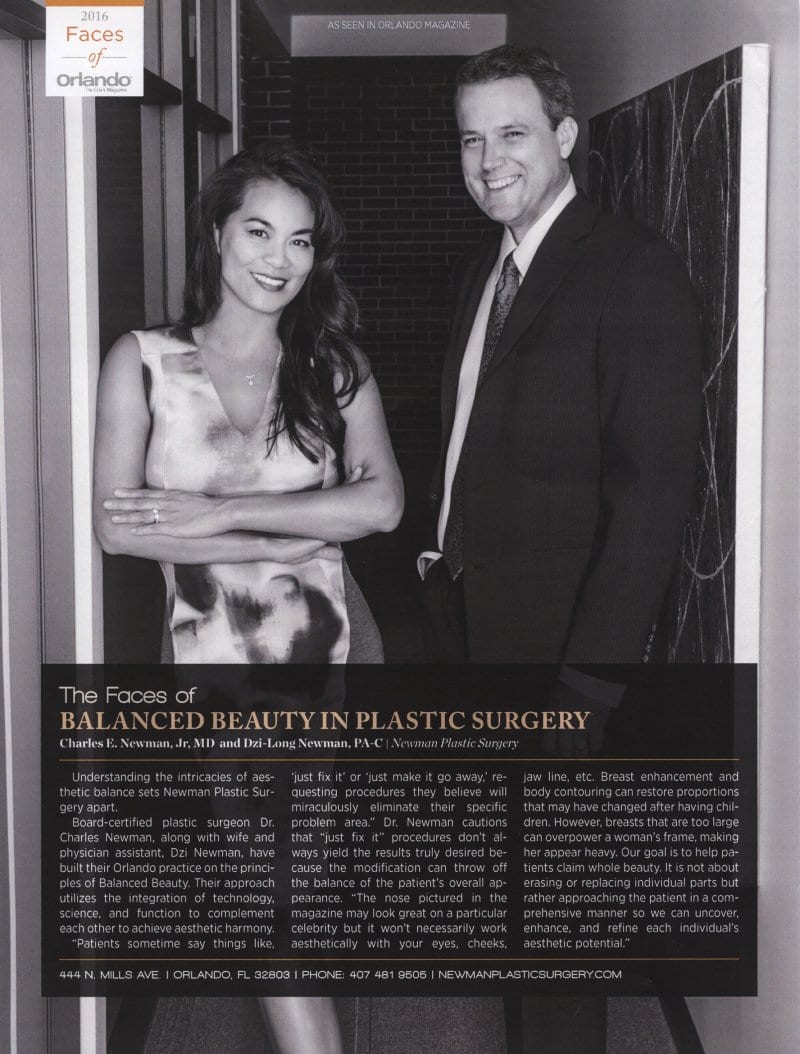 2016
Faces
of
Orlando
The City's Magazine
AS SEEN IN ORLANDO MAGAZINE
The Faces of
BALANCED BEAUTY IN PLASTIC SURGERY
Charles E. Newman, Jr, MD and Dzi-Long Newman, PA-C | Newman Plastic Surgery
Understanding the intricacies of aes-
thetic balance sets Newman Plastic Sur-
gery apart.
Board-certified plastic surgeon Dr.
Charles Newman, along with wife and
physician assistant, Dzi Newman, have
built their Orlando practice on the princi-
ples of Balanced Beauty. Their approach
utilizes the integration of technology,
science, and function to complement
each other to achieve aesthetic harmony.
"Patients sometime say things like,
'just fix it' or 'just make it go away,' re-
questing procedures they believe will
miraculously eliminate their specific
problem area." Dr. Newman cautions
that "just fix it" procedures don't al-
ways yield the results truly desired be-
cause the modification can throw off
the balance of the patient's overall ap-
pearance. "The nose pictured in the
magazine may look great on a particular
celebrity but it won't necessarily work
aesthetically with your eyes, cheeks,
jaw line, etc. Breast enhancement and
body contouring can restore proportions
that may have changed after having chil-
dren. However, breasts that are too large
can overpower a woman's frame, making
her appear heavy. Our goal is to help pa-
tients claim whole beauty. It is not about
erasing or replacing individual parts but
rather approaching the patient in a com-
prehensive manner so we can uncover,
enhance, and refine each individual's
aesthetic potential."
444 N. MILLS AVE. | ORLANDO, FL 32803 | PHONE: 407 481 9505 | NEWMANPLASTICSURGERY.COM